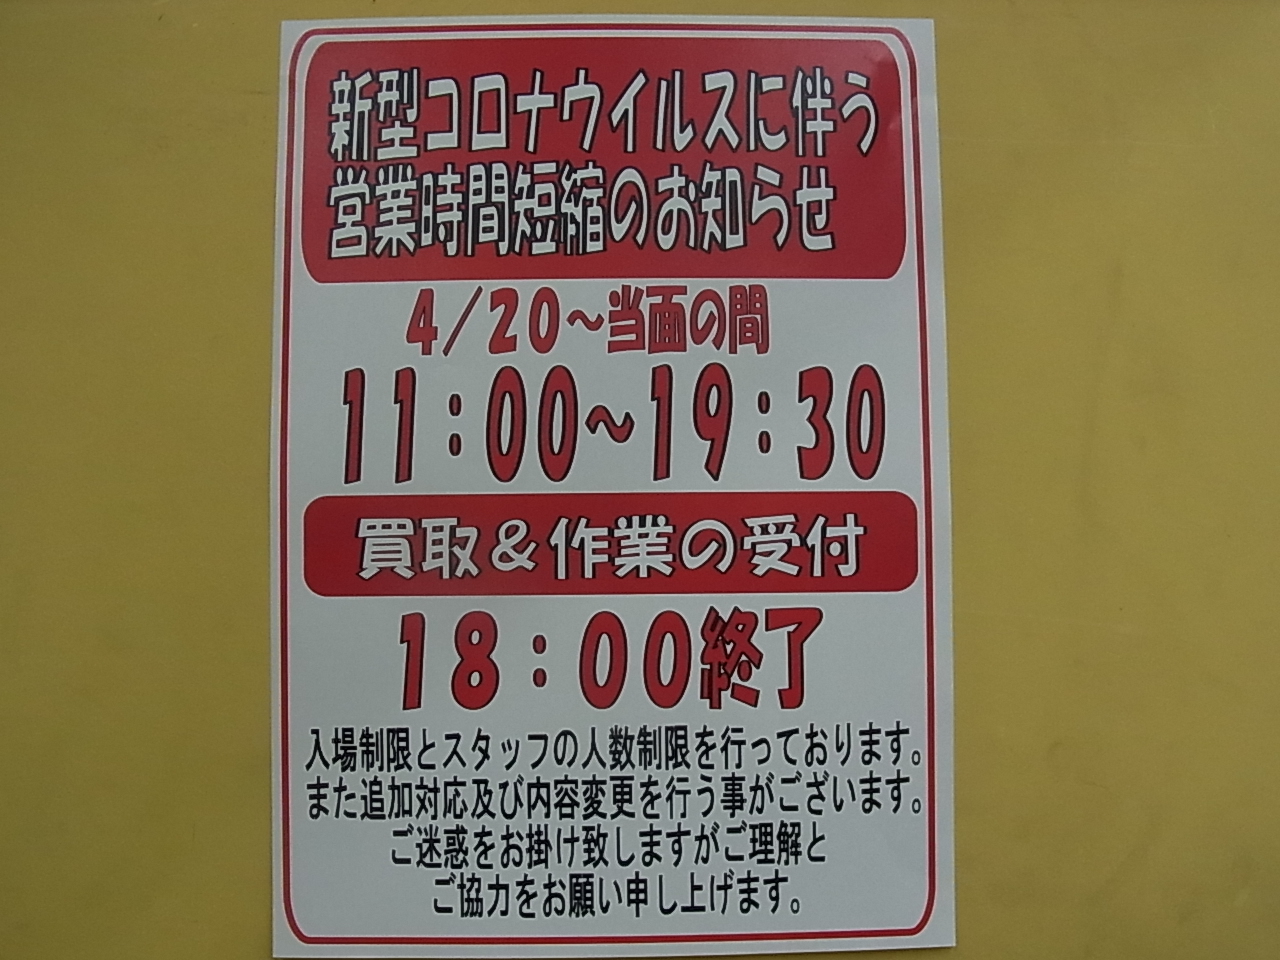 新型コロナウイルスに伴う
営業時間短縮のお知らせ
4/20～当面の間
11：00～19：30
買取＆作業の受付
18：00終了
入場制限とスタッフの人数制限を行っております。
また追加対応及び内容変更を行う事がございます。
ご迷惑をお掛け致しますがご理解と
ご協力をお願い申し上げます。